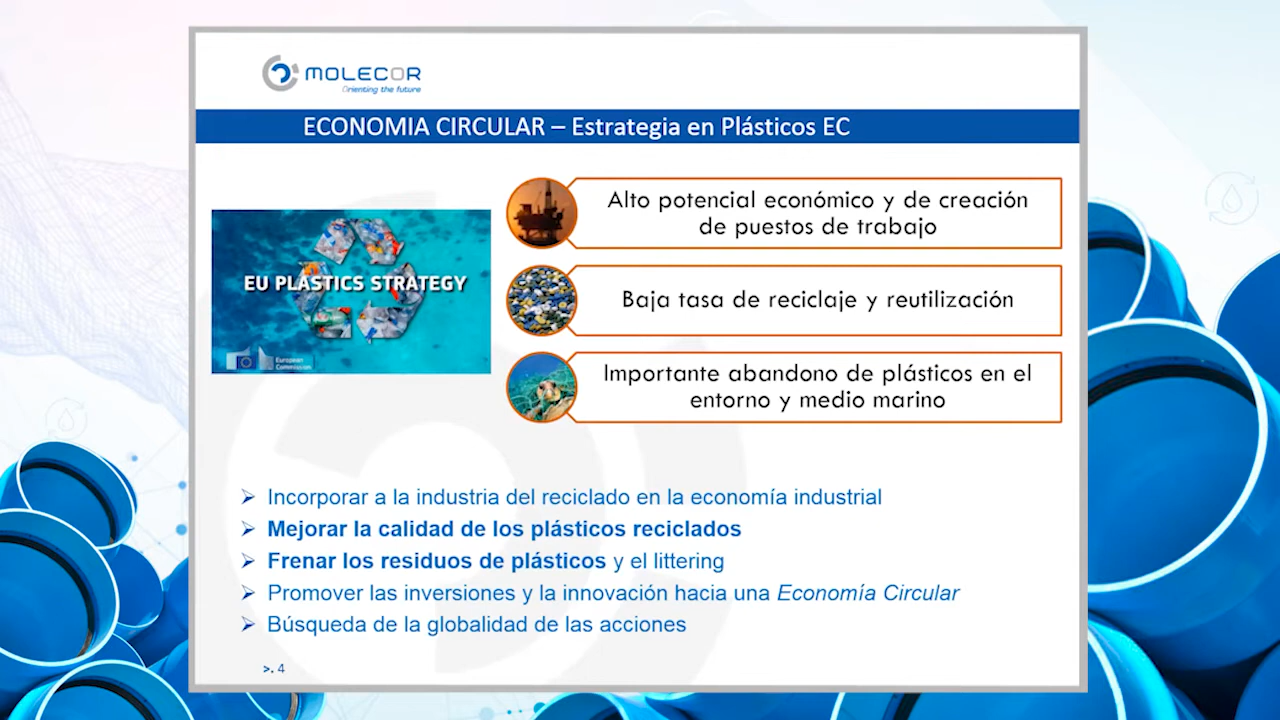 MOLECOR
Orienting the future
ECONOMIA CIRCULAR – Estrategia en Plásticos EC
EU PLASTICS STRATEGY
European
Commission
Alto potencial económico y de creación
de puestos de trabajo
Baja tasa de reciclaje y reutilización
Importante abandono de plásticos en el
entorno y medio marino
Incorporar a la industria del reciclado en la economía industrial
Mejorar la calidad de los plásticos reciclados
Frenar los residuos de plásticos y el littering
Promover las inversiones y la innovación hacia una Economía Circular
Búsqueda de la globalidad de las acciones
>. 4